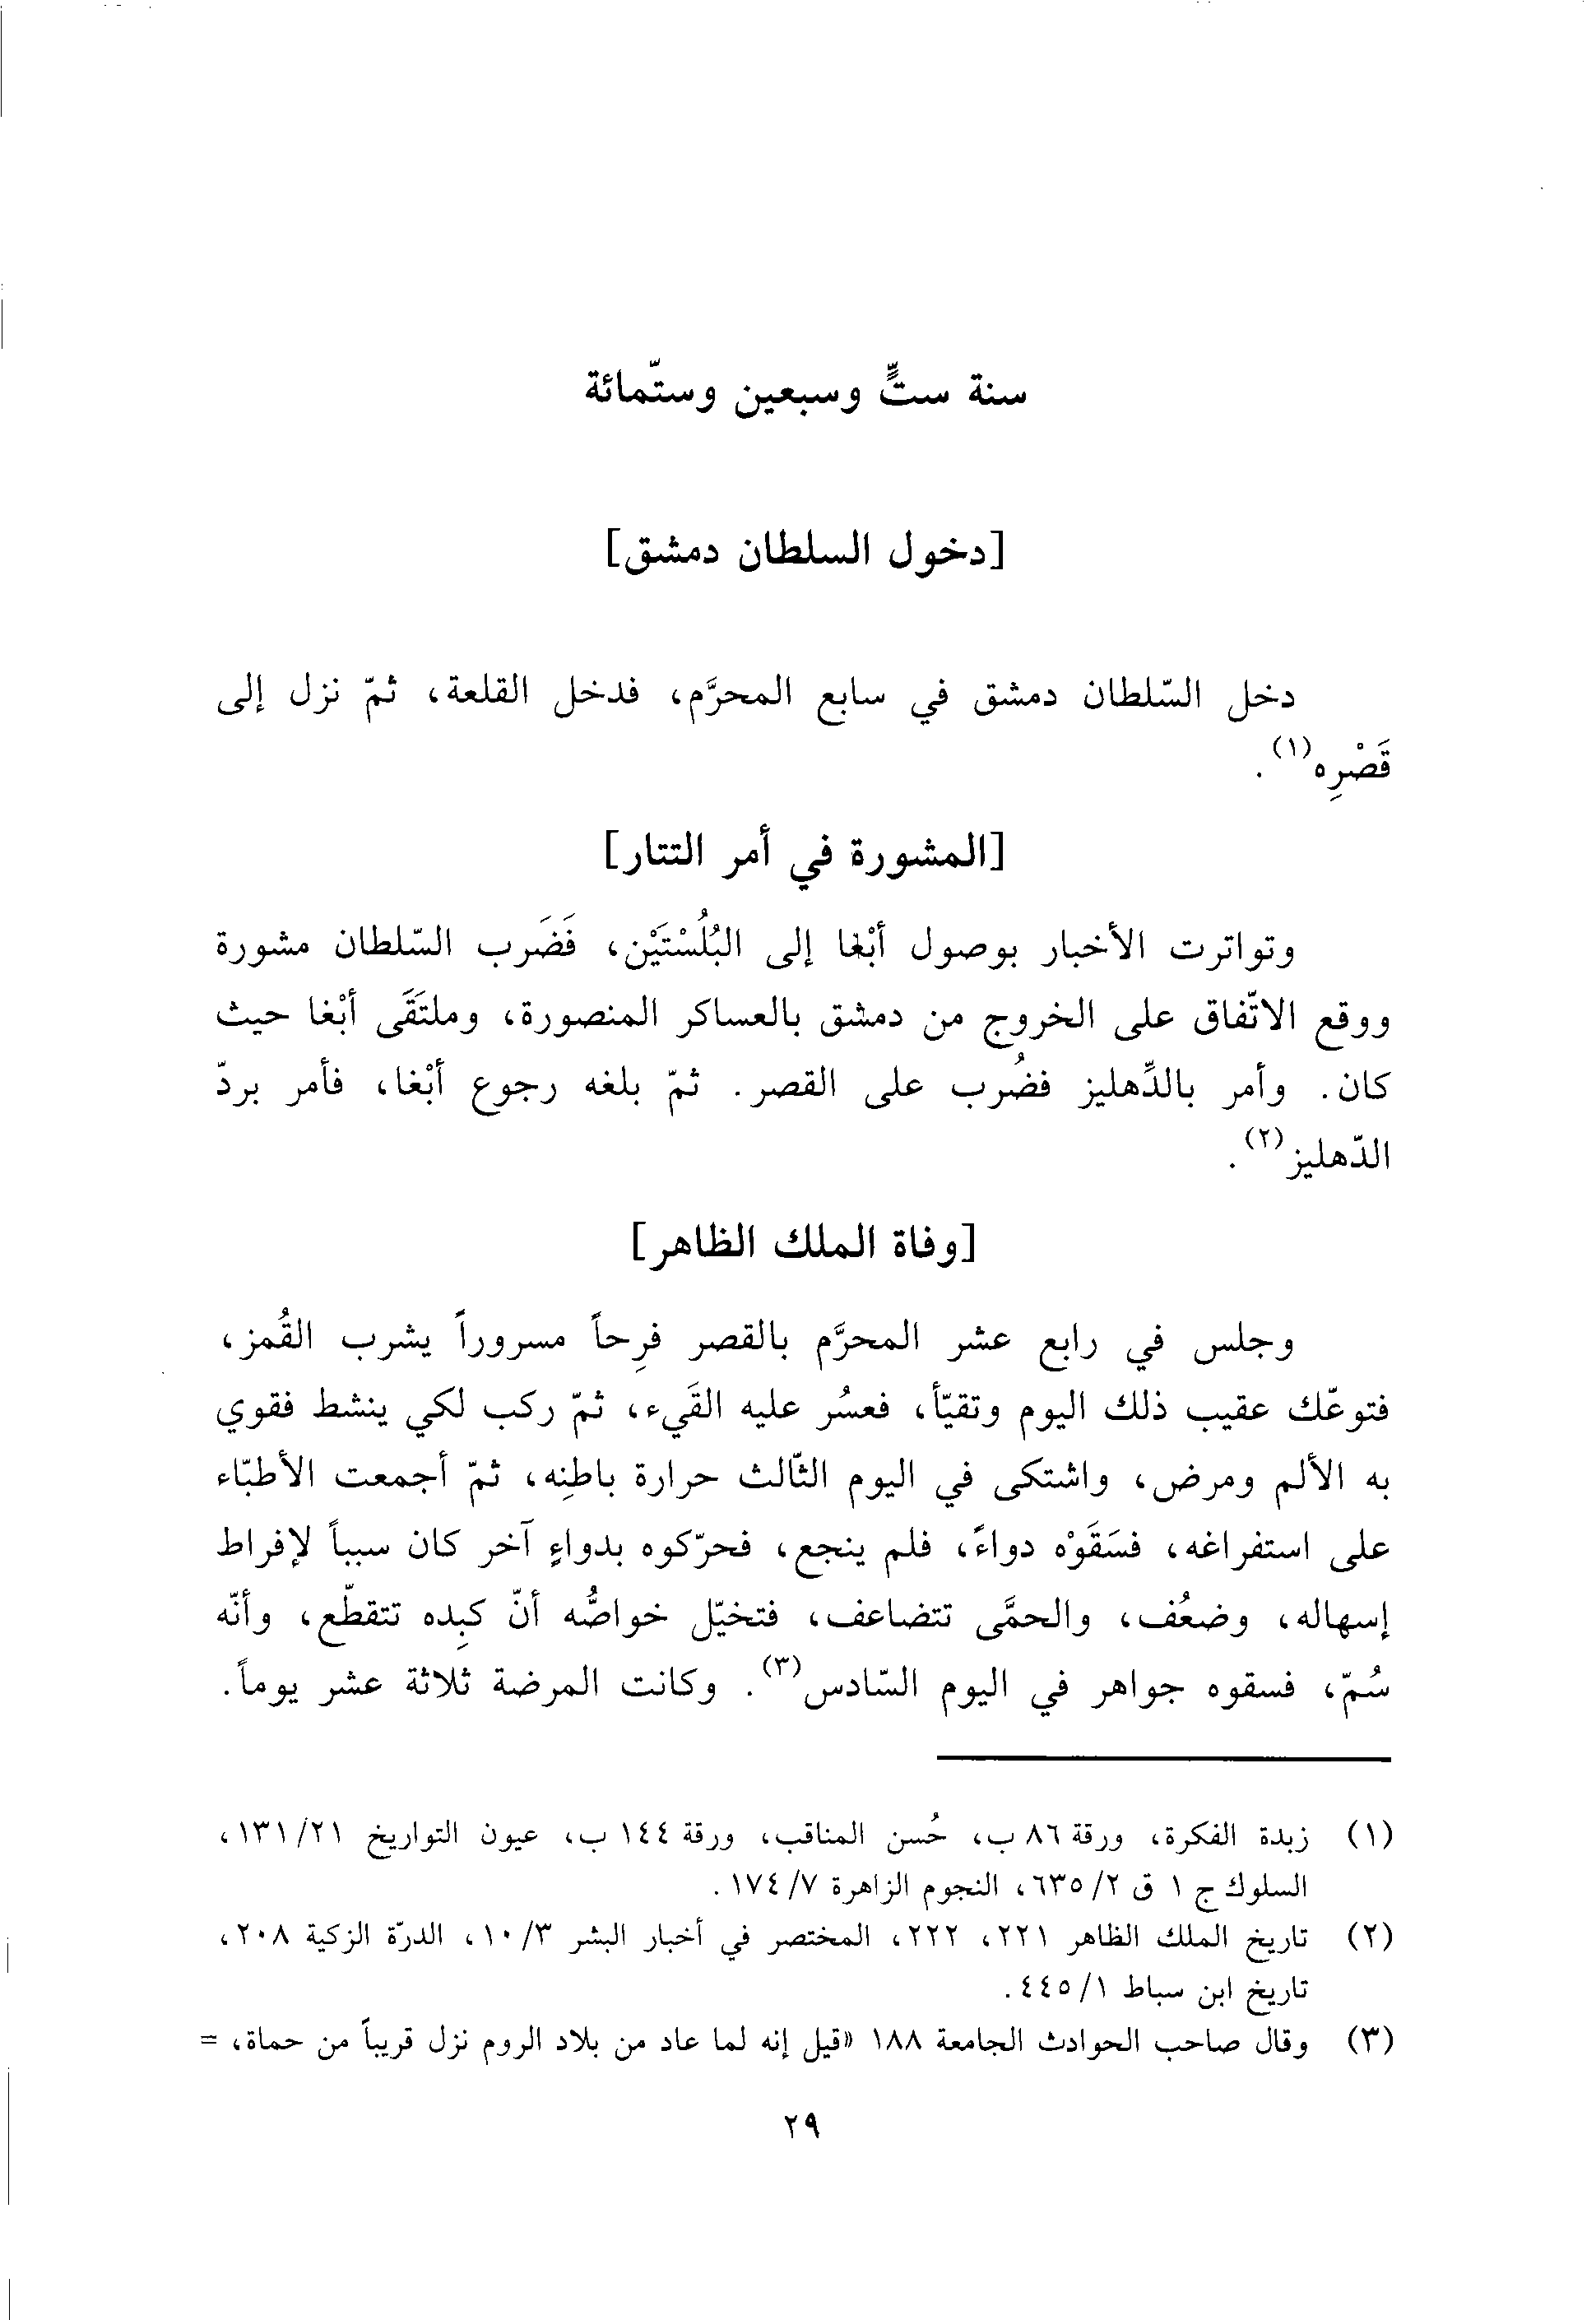 سنة ستٍّ وسبعين وستّمائة
[دخول السلطان دمشق]
دخل السّلطان دمشق في سابع المحرَّم، فدخل القلعة، ثمّ نزل إلى
قَصْرِه(١).
[المشورة في أمر التتار]
وتواترت الأخبار بوصول أبْغا إلى البُلُسْتَيْن، فَضَرب السّلطان مشورة
ووقع الاتّفاق على الخروج من دمشق بالعساكر المنصورة، وملتَقَى أبْغا حيث
كان. وأمر بالدِّهليز فضُرب على القصر. ثمّ بلغه رجوع أبْغا، فأمر بردّ
الدّهليز(٢).
[وفاة الملك الظاهر]
وجلس في رابع عشر المحرَّم بالقصر فرِحاً مسروراً يشرب القُمز،
فتوعّك عقيب ذلك اليوم وتقيّأ، فعسُر عليه القَيء، ثمّ ركب لكي ينشط فقوي
به الألم ومرض، واشتكى في اليوم الثّالث حرارة باطنِه، ثمّ أجمعت الأطبّاء
على استفراغه، فسَقَوْه دواءً، فلم ينجع، فحرّكوه بدواءٍ آخر كان سبباً لإفراط
إسهاله، وضعُف، والحمَّى تتضاعف، فتخيّل خواصُّه أنّ كبِده تتقطّع، وأنّه
سُمّ، فسقوه جواهر في اليوم السّادس(٣). وكانت المرضة ثلاثة عشر يوماً.
(١) زبدة الفكرة، ورقة ٨٦ ب، حُسن المناقب، ورقة ١٤٤ ب، عيون التواريخ ١٣١/٢١،
السلوك ج ١ ق ٦٣٥/٢، النجوم الزاهرة ١٧٤/٧.
(٢) تاريخ الملك الظاهر ٢٢١، ٢٢٢، المختصر في أخبار البشر ١٠/٣، الدرّة الزكية ٢٠٨،
تاريخ ابن سباط ٤٤٥/١.
(٣) وقال صاحب الحوادث الجامعة ١٨٨ «قيل إنه لما عاد من بلاد الروم نزل قريباً من حماة، =
٢٩